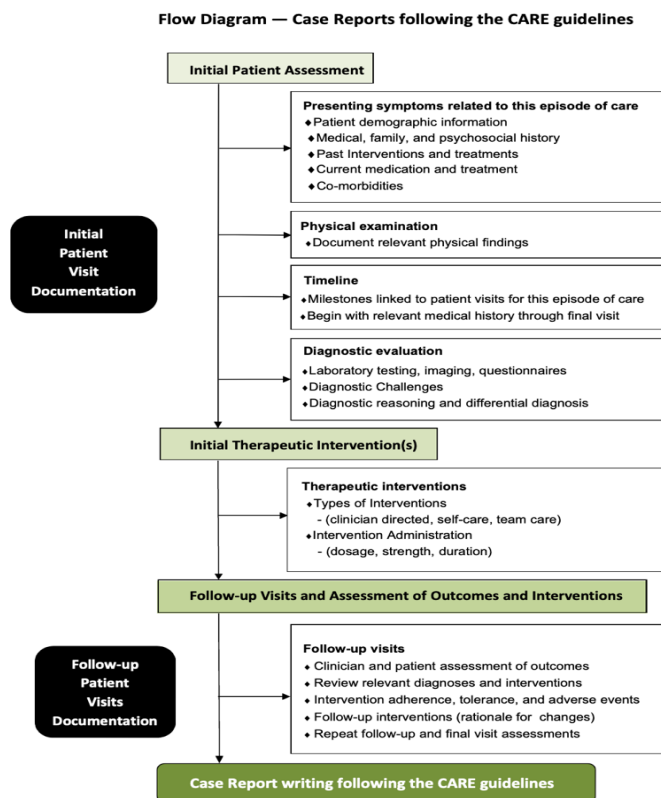 Flow Diagram — Case Reports following the CARE guidelines
Initial Patient Assessment
Presenting symptoms related to this episode of care
◆Patient demographic information
◆Medical, family, and psychosocial history
◆Past Interventions and treatments
◆Current medication and treatment
◆Co-morbidities
Initial
Patient
Visit
Documentation
Physical examination
◆Document relevant physical findings
Timeline
◆Milestones linked to patient visits for this episode of care
◆Begin with relevant medical history through final visit
Diagnostic evaluation
◆Laboratory testing, imaging, questionnaires
◆Diagnostic Challenges
◆Diagnostic reasoning and differential diagnosis
Initial Therapeutic Intervention(s)
Therapeutic interventions
◆Types of Interventions
- (clinician directed, self-care, team care)
◆Intervention Administration
- (dosage, strength, duration)
Follow-up Visits and Assessment of Outcomes and Interventions
Follow-up
Patient
Visits
Documentation
Follow-up visits
◆ Clinician and patient assessment of outcomes
◆ Review relevant diagnoses and interventions
◆ Intervention adherence, tolerance, and adverse events
◆ Follow-up interventions (rationale for changes)
◆ Repeat follow-up and final visit assessments
Case Report writing following the CARE guidelines